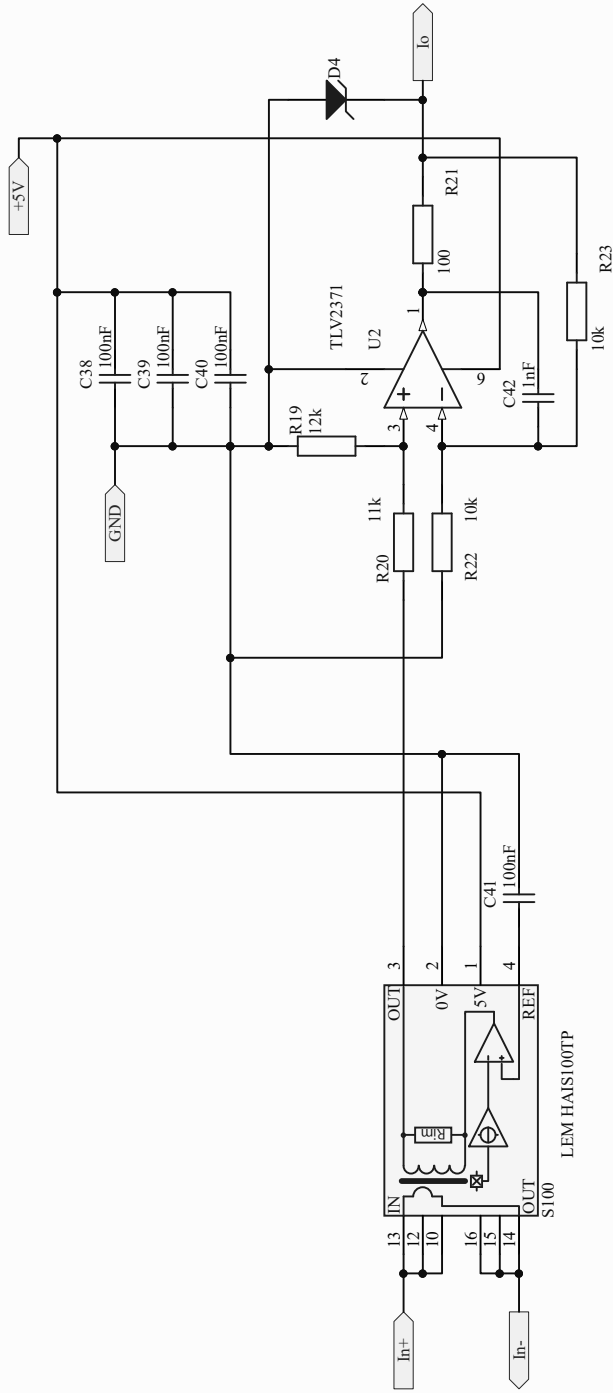 Io
D4
+5V
R21
100
R23
10k
TLV2371
U2
1
2
6
3
4
C38
100nF
C39
100nF
C40
100nF
C42
1nF
R19
12k
GND
11k
R20
10k
R22
C41
100nF
3
2
1
4
OUT
0V
5V
REF
Rim
LEM HAIS100TP
IN
OUT
S100
13
12
10
16
15
14
In+
In-